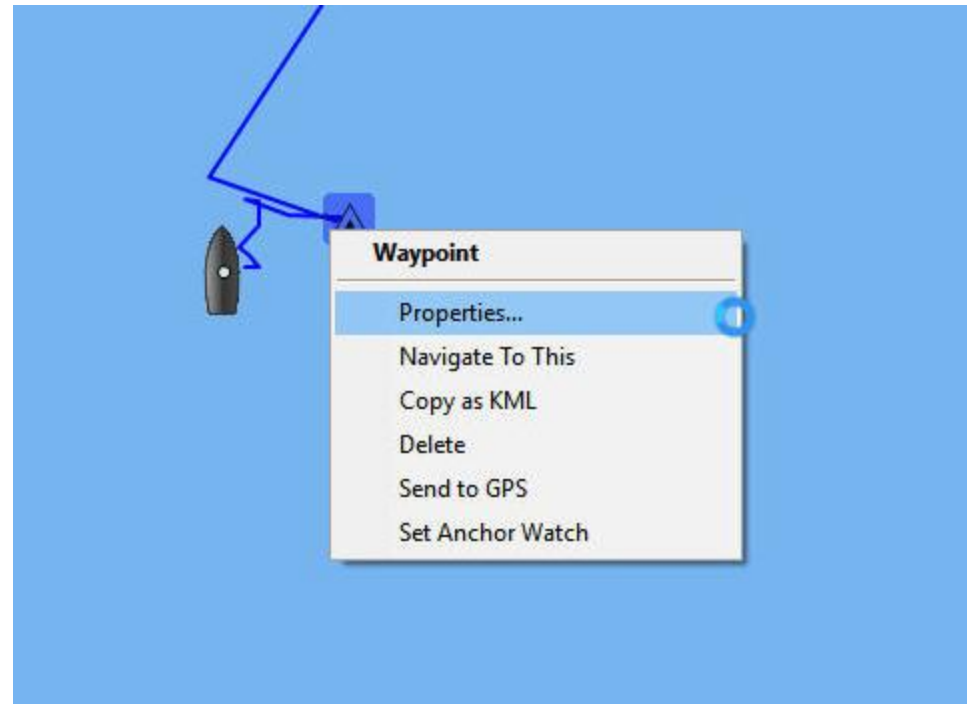 Waypoint
Properties...
Navigate To This
Copy as KML
Delete
Send to GPS
Set Anchor Watch